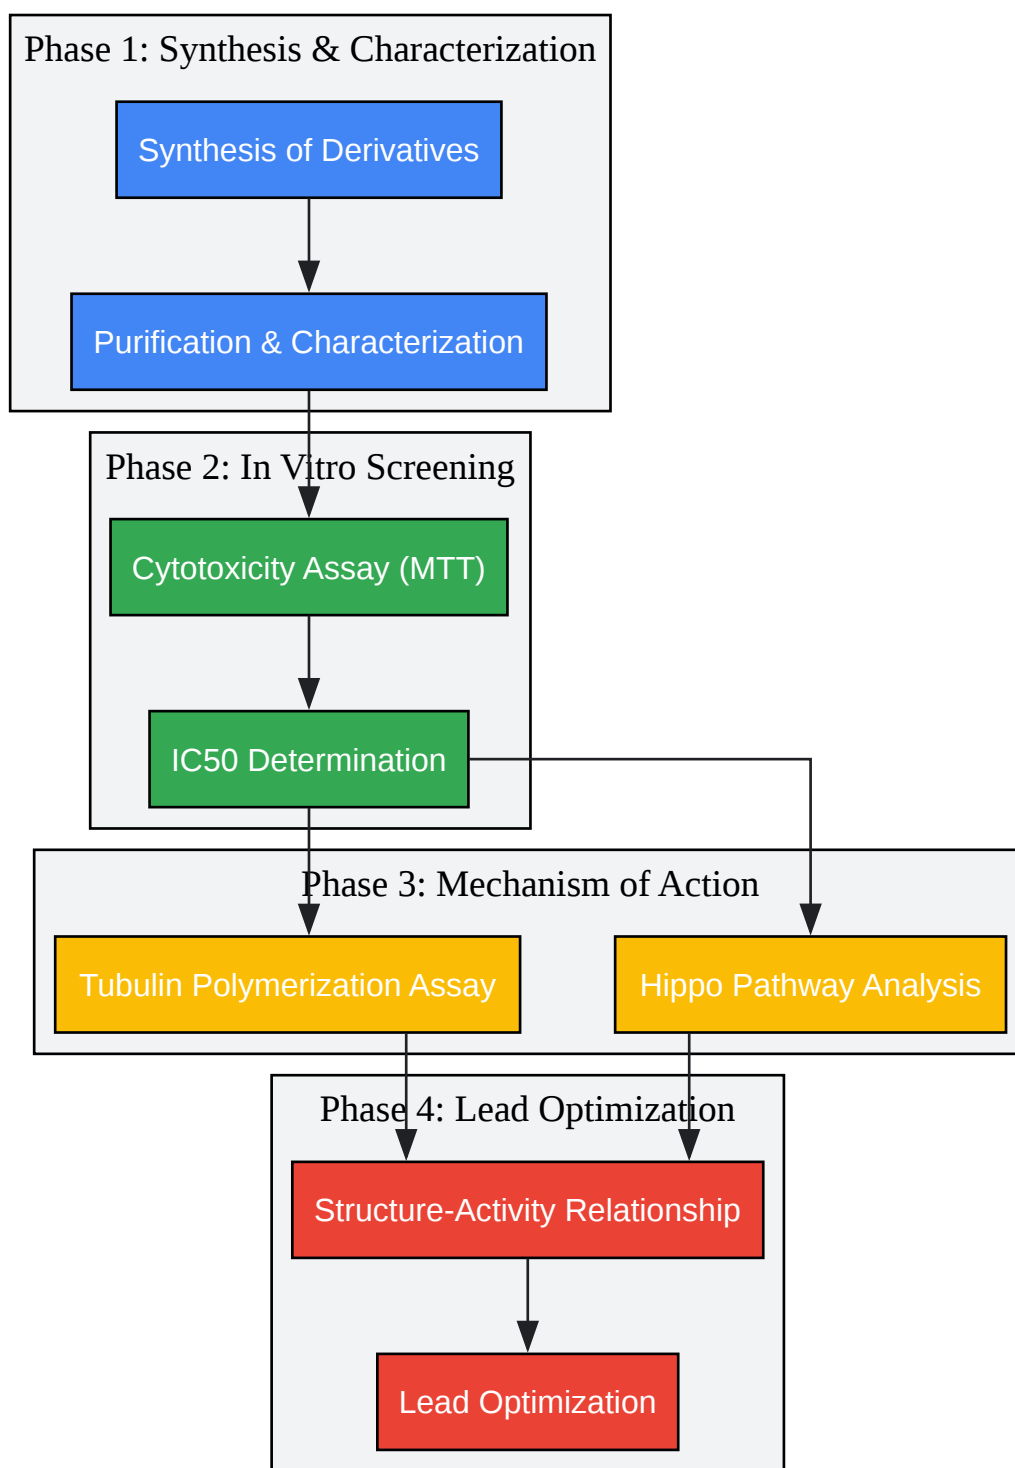 Phase 1: Synthesis & Characterization
Synthesis of Derivatives
Purification & Characterization
Phase 2: In Vitro Screening
Cytotoxicity Assay (MTT)
IC50 Determination
Phase 3: Mechanism of Action
Tubulin Polymerization Assay
Hippo Pathway Analysis
Phase 4: Lead Optimization
Structure-Activity Relationship
Lead Optimization